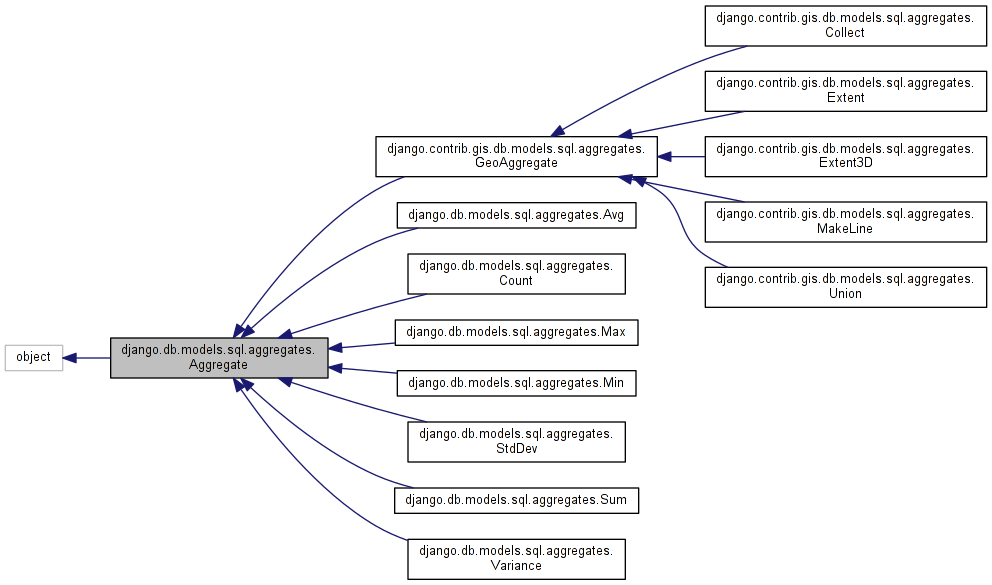 django.contrib.gis.db.models.sql.aggregates.
Collect
django.contrib.gis.db.models.sql.aggregates.
Extent
django.contrib.gis.db.models.sql.aggregates.
GeoAggregate
django.contrib.gis.db.models.sql.aggregates.
Extent3D
django.db.models.sql.aggregates.Avg
django.contrib.gis.db.models.sql.aggregates.
MakeLine
django.db.models.sql.aggregates.
Count
django.contrib.gis.db.models.sql.aggregates.
Union
django.db.models.sql.aggregates.Max
object
django.db.models.sql.aggregates.
Aggregate
django.db.models.sql.aggregates.Min
django.db.models.sql.aggregates.
StdDev
django.db.models.sql.aggregates.Sum
django.db.models.sql.aggregates.
Variance